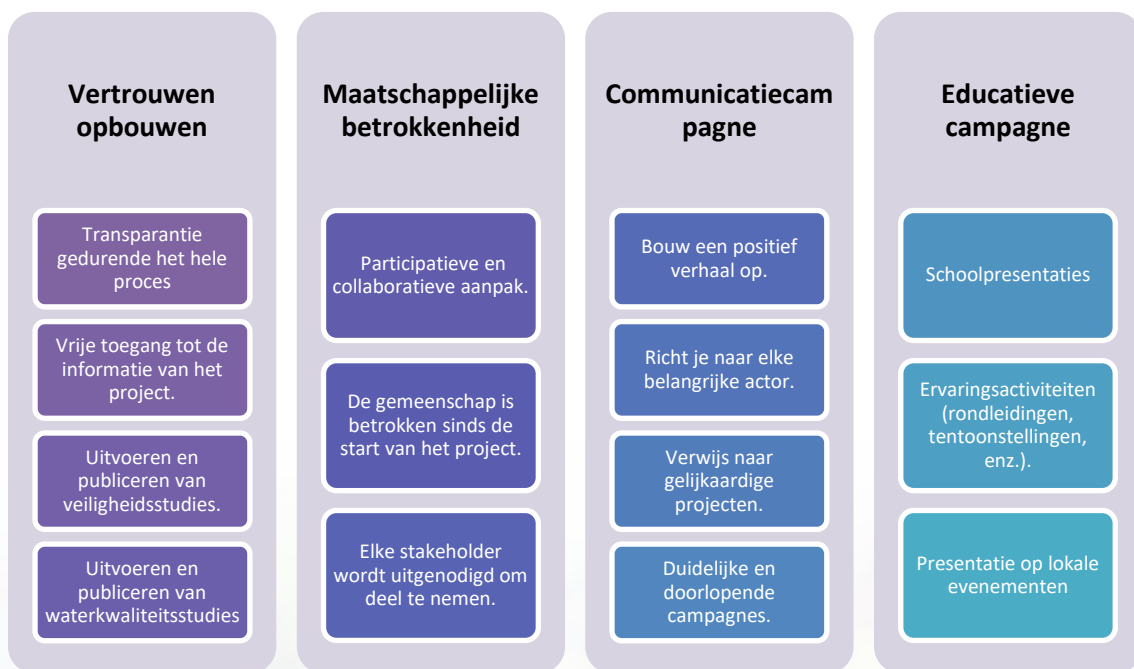 Vertrouwen
opbouwen
Transparantie
gedurende het hele
proces
Vrije toegang tot de
informatie van het
project.
Uitvoeren en
publiceren van
veiligheidsstudies.
Uitvoeren en
publiceren van
waterkwaliteitsstudies
Maatschappelijke
betrokkenheid
Participatieve en
collaboratieve aanpak.
De gemeenschap is
betrokken sinds de
start van het project.
Elke stakeholder
wordt uitgenodigd om
deel te nemen.
Communicatiecam
pagne
Bouw een positief
verhaal op.
Richt je naar elke
belangrijke actor.
Verwijs naar
gelijkaardige
projecten.
Duidelijke en
doorlopende
campagnes.
Educatieve
campagne
Schoolpresentaties
Ervaringsactiviteiten
(rondleidingen,
tentoonstellingen,
enz.).
Presentatie op lokale
evenementen